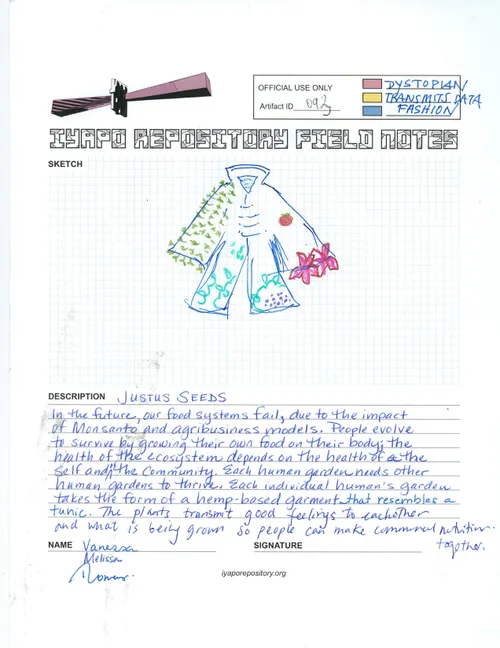 OFFICIAL USE ONLY
Artifact ID 092
DYSTOPIAN/
TRANSMITS DATA
FASHION/
IYAPO REPOSITORY FIELD NOTES
SKETCH
DESCRIPTION JUSTUS SEEDS
In the future, our food systems fail, due to the impact
of Monsanto and agribusiness models. People evolve
to survive by growing their own food on their body; the
health of the ecosystem depends on the health of the
self and the community. Each human garden needs other
human gardens to thrive. Each individual human's garden
takes the form of a hemp-based garment that resembles a
tunic. The plants transmit good feelings to eachother
and what is being grown so people can make communal nutrition
together.
NAME Vanessa
Melissa
SIGNATURE
iyaporepository.org